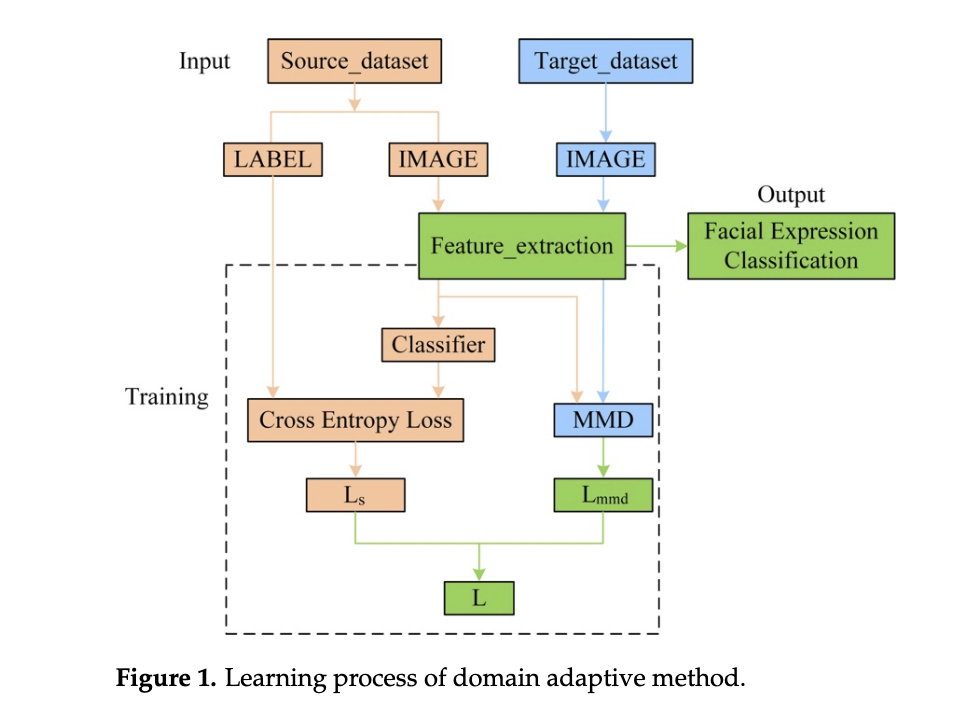 Input
Source_dataset
Target_dataset
LABEL
IMAGE
IMAGE
Output
Feature_extraction
Facial Expression
Classification
Classifier
Training
Cross Entropy Loss
MMD
Ls
Lmmd
L
Figure 1. Learning process of domain adaptive method.